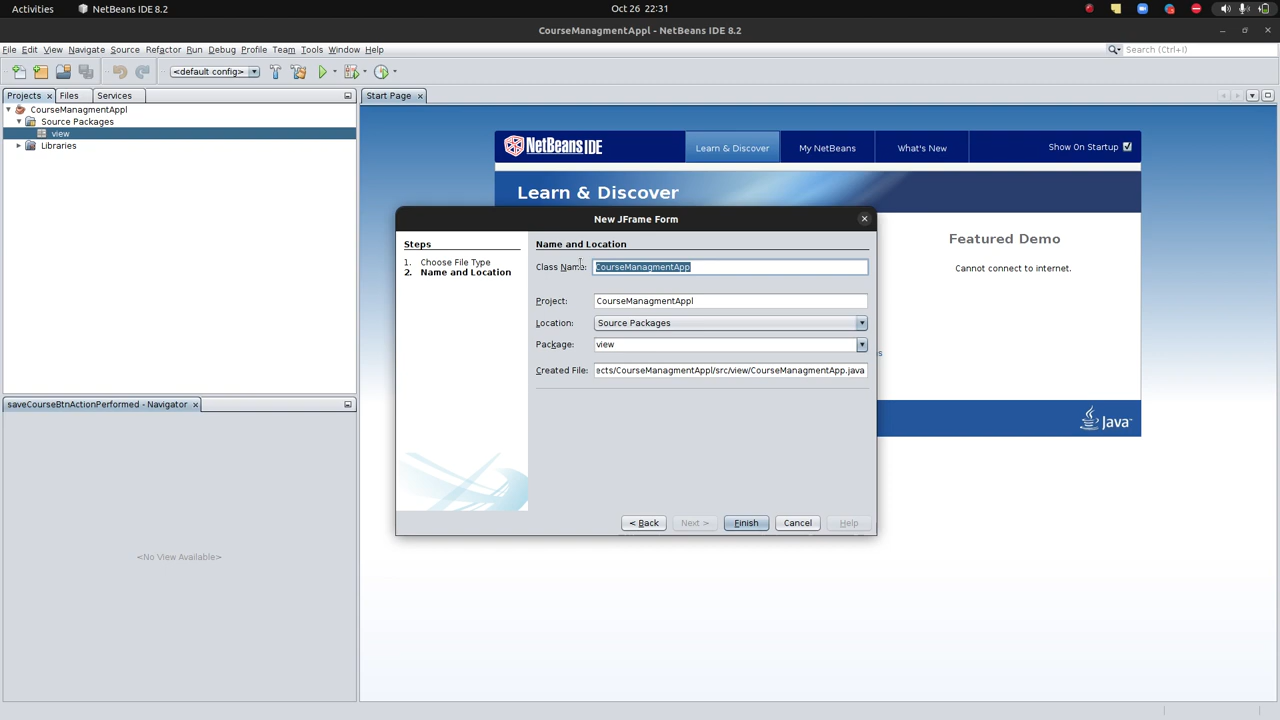 Activities
NetBeans IDE 8.2
Oct 26 22:31
CourseManagmentAppl - NetBeans IDE 8.2
File Edit View Navigate Source Refactor Run Debug Profile Team Tools Window Help
Search (Ctrl+I)
<default config>
Projects
Files
Services
Start Page
CourseManagmentAppl
Source Packages
view
Libraries
NetBeans IDE
Learn & Discover
My NetBeans
What's New
Show On Startup
Learn & Discover
Featured Demo
Cannot connect to internet.
Java
New JFrame Form
Steps
1. Choose File Type
2. Name and Location
Name and Location
Class Name: CourseManagmentApp
Project: CourseManagmentAppl
Location: Source Packages
Package: view
Created File: ects/CourseManagmentAppl/src/view/CourseManagmentApp.java
< Back
Next >
Finish
Cancel
Help
saveCourseBtnActionPerformed - Navigator
<No View Available>